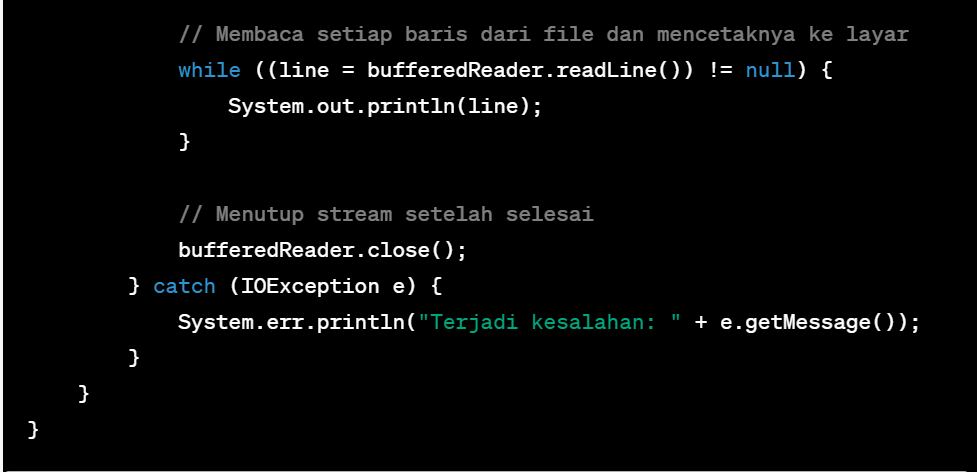 // Membaca setiap baris dari file dan mencetaknya ke layar
while ((line = bufferedReader.readLine()) != null) {
System.out.println(line);
}
// Menutup stream setelah selesai
bufferedReader.close();
} catch (IOException e) {
System.err.println("Terjadi kesalahan: " + e.getMessage());
}
}
}